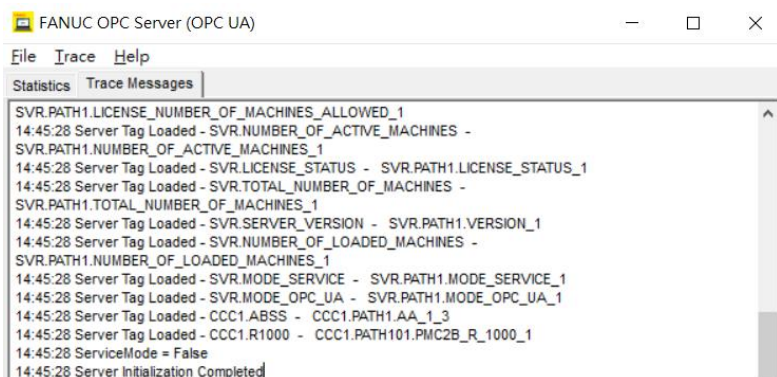 FANUC OPC Server (OPC UA)
File Trace Help
Statistics Trace Messages
SVR.PATH1.LICENSE_NUMBER_OF_MACHINES_ALLOWED_1
14:45:28 Server Tag Loaded - SVR.NUMBER_OF_ACTIVE_MACHINES -
SVR.PATH1.NUMBER_OF_ACTIVE_MACHINES_1
14:45:28 Server Tag Loaded - SVR.LICENSE_STATUS - SVR.PATH1.LICENSE_STATUS_1
14:45:28 Server Tag Loaded - SVR.TOTAL_NUMBER_OF_MACHINES -
SVR.PATH1.TOTAL_NUMBER_OF_MACHINES_1
14:45:28 Server Tag Loaded - SVR.SERVER_VERSION - SVR.PATH1.VERSION_1
14:45:28 Server Tag Loaded - SVR.NUMBER_OF_LOADED_MACHINES -
SVR.PATH1.NUMBER_OF_LOADED_MACHINES_1
14:45:28 Server Tag Loaded - SVR.MODE_SERVICE - SVR.PATH1.MODE_SERVICE_1
14:45:28 Server Tag Loaded - SVR.MODE_OPC_UA - SVR.PATH1.MODE_OPC_UA_1
14:45:28 Server Tag Loaded - CCC1.ABSS - CCC1.PATH1.AA_1_3
14:45:28 Server Tag Loaded - CCC1.R1000 - CCC1.PATH101.PMC2B_R_1000_1
14:45:28 ServiceMode = False
14:45:28 Server Initialization Completed